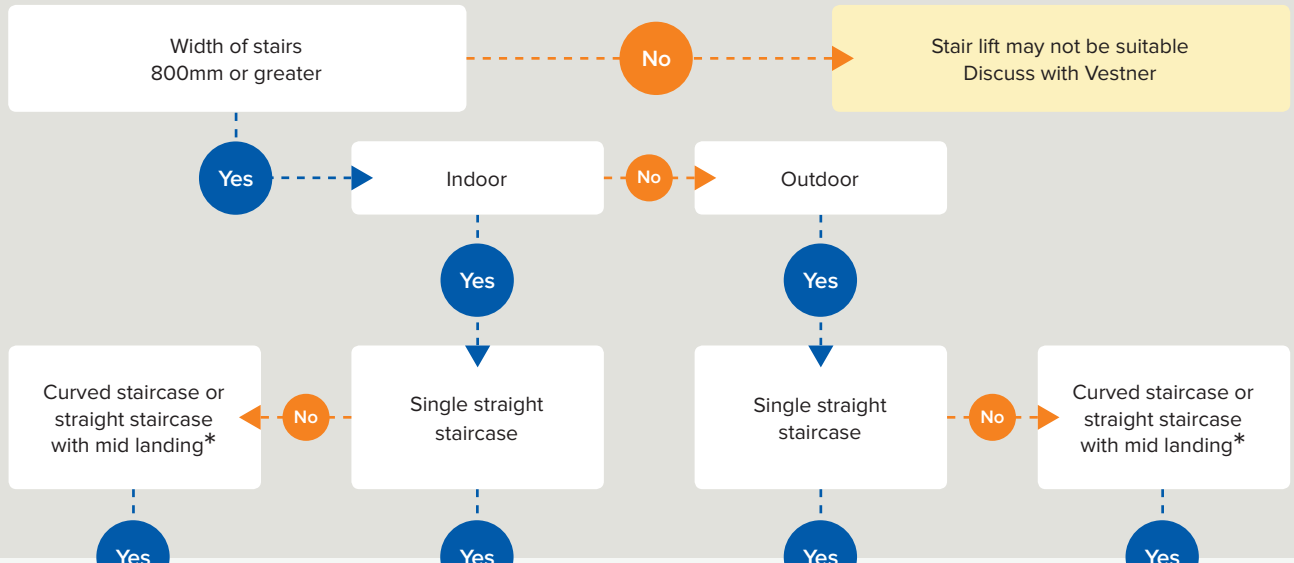 Width of stairs
800mm or greater
No
Stair lift may not be suitable
Discuss with Vestner
Yes
Indoor
No
Outdoor
Yes
Yes
Curved staircase or
straight staircase
with mid landing*
No
Single straight
staircase
Single straight
staircase
No
Curved staircase or
straight staircase
with mid landing*
Yes
Yes
Yes
Yes